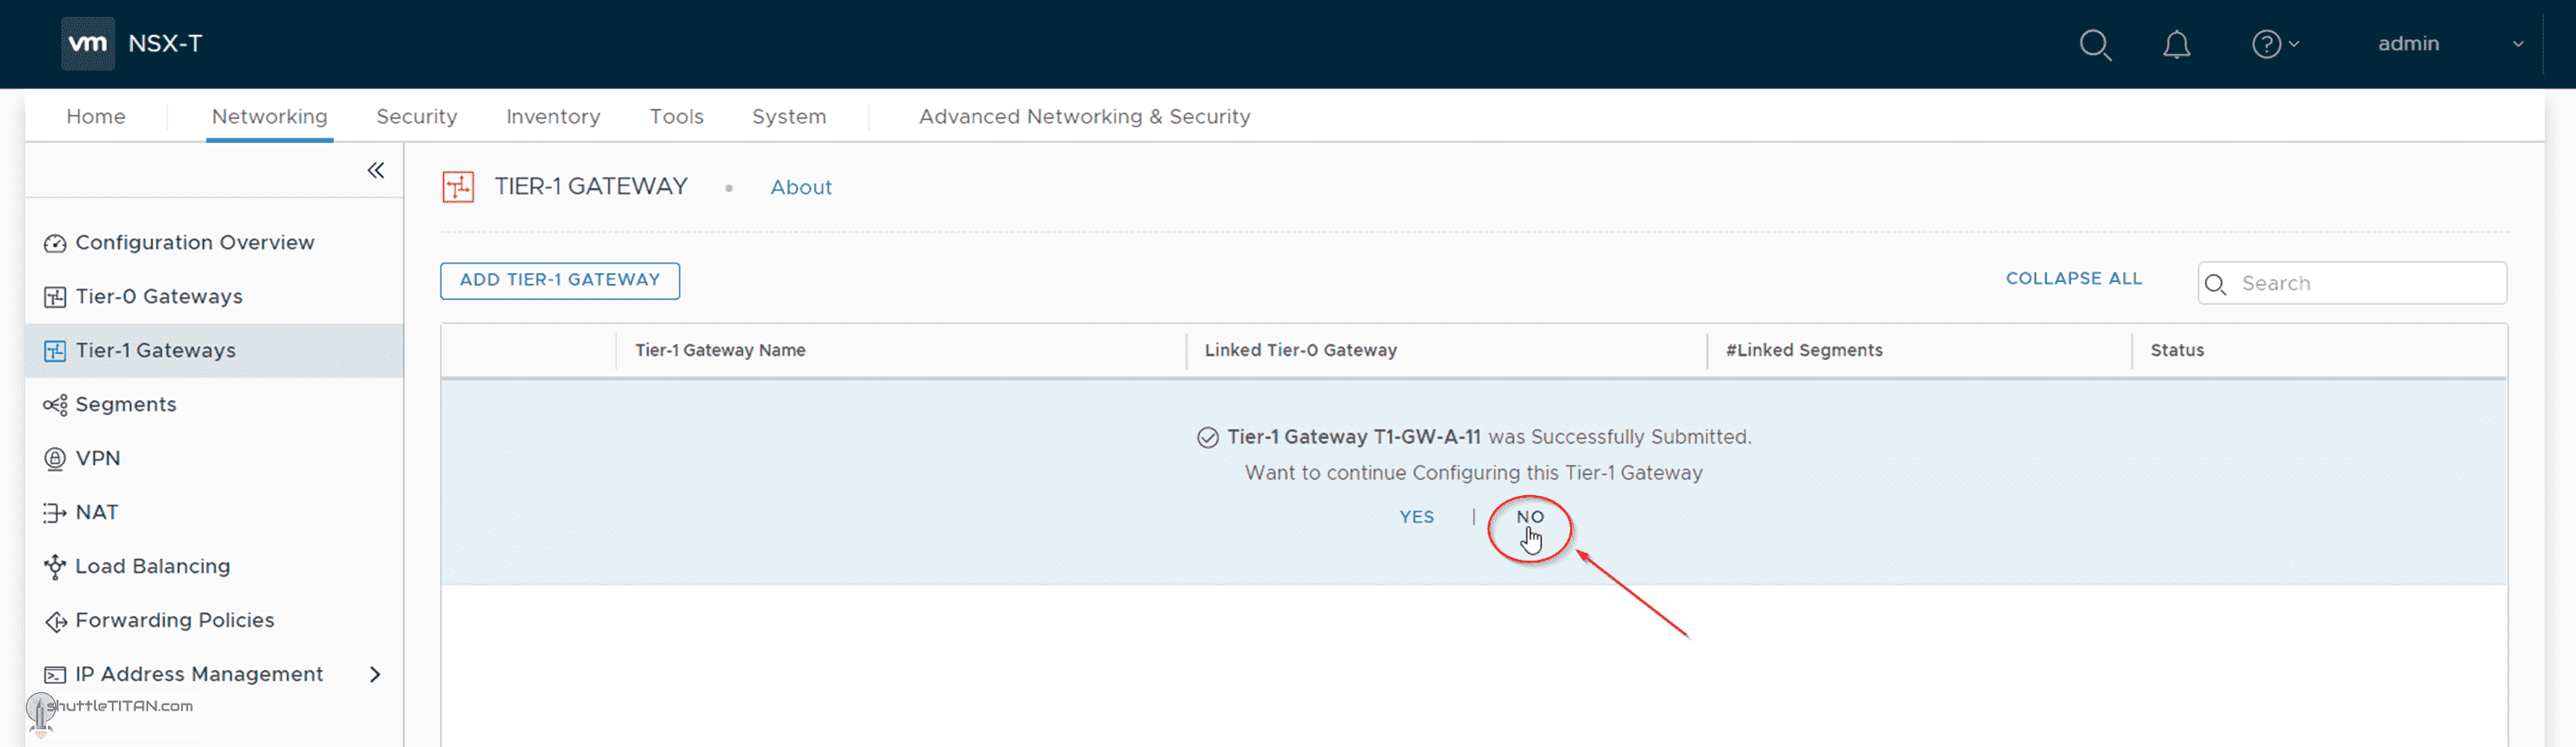 vm NSX-T
? admin
Home Networking Security Inventory Tools System Advanced Networking & Security
TIER-1 GATEWAY • About
Configuration Overview
Tier-0 Gateways
Tier-1 Gateways
Segments
VPN
NAT
Load Balancing
Forwarding Policies
IP Address Management
shuttleTITAN.com
ADD TIER-1 GATEWAY
COLLAPSE ALL
Search
Tier-1 Gateway Name Linked Tier-0 Gateway #Linked Segments Status
Tier-1 Gateway T1-GW-A-11 was Successfully Submitted.
Want to continue Configuring this Tier-1 Gateway
YES | NO